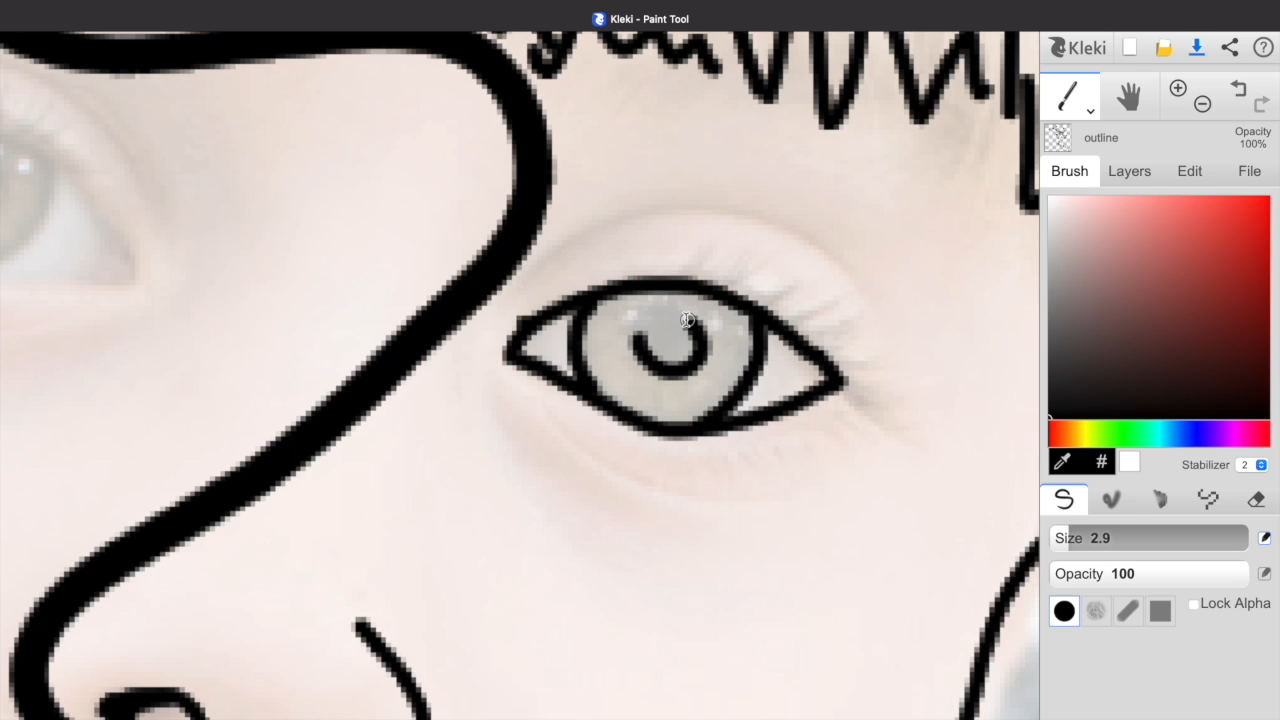 Kleki - Paint Tool
Kleki
outline
Opacity
100%
Brush
Layers
Edit
File
#
Stabilizer
2
Size 2.9
Opacity 100
Lock Alpha